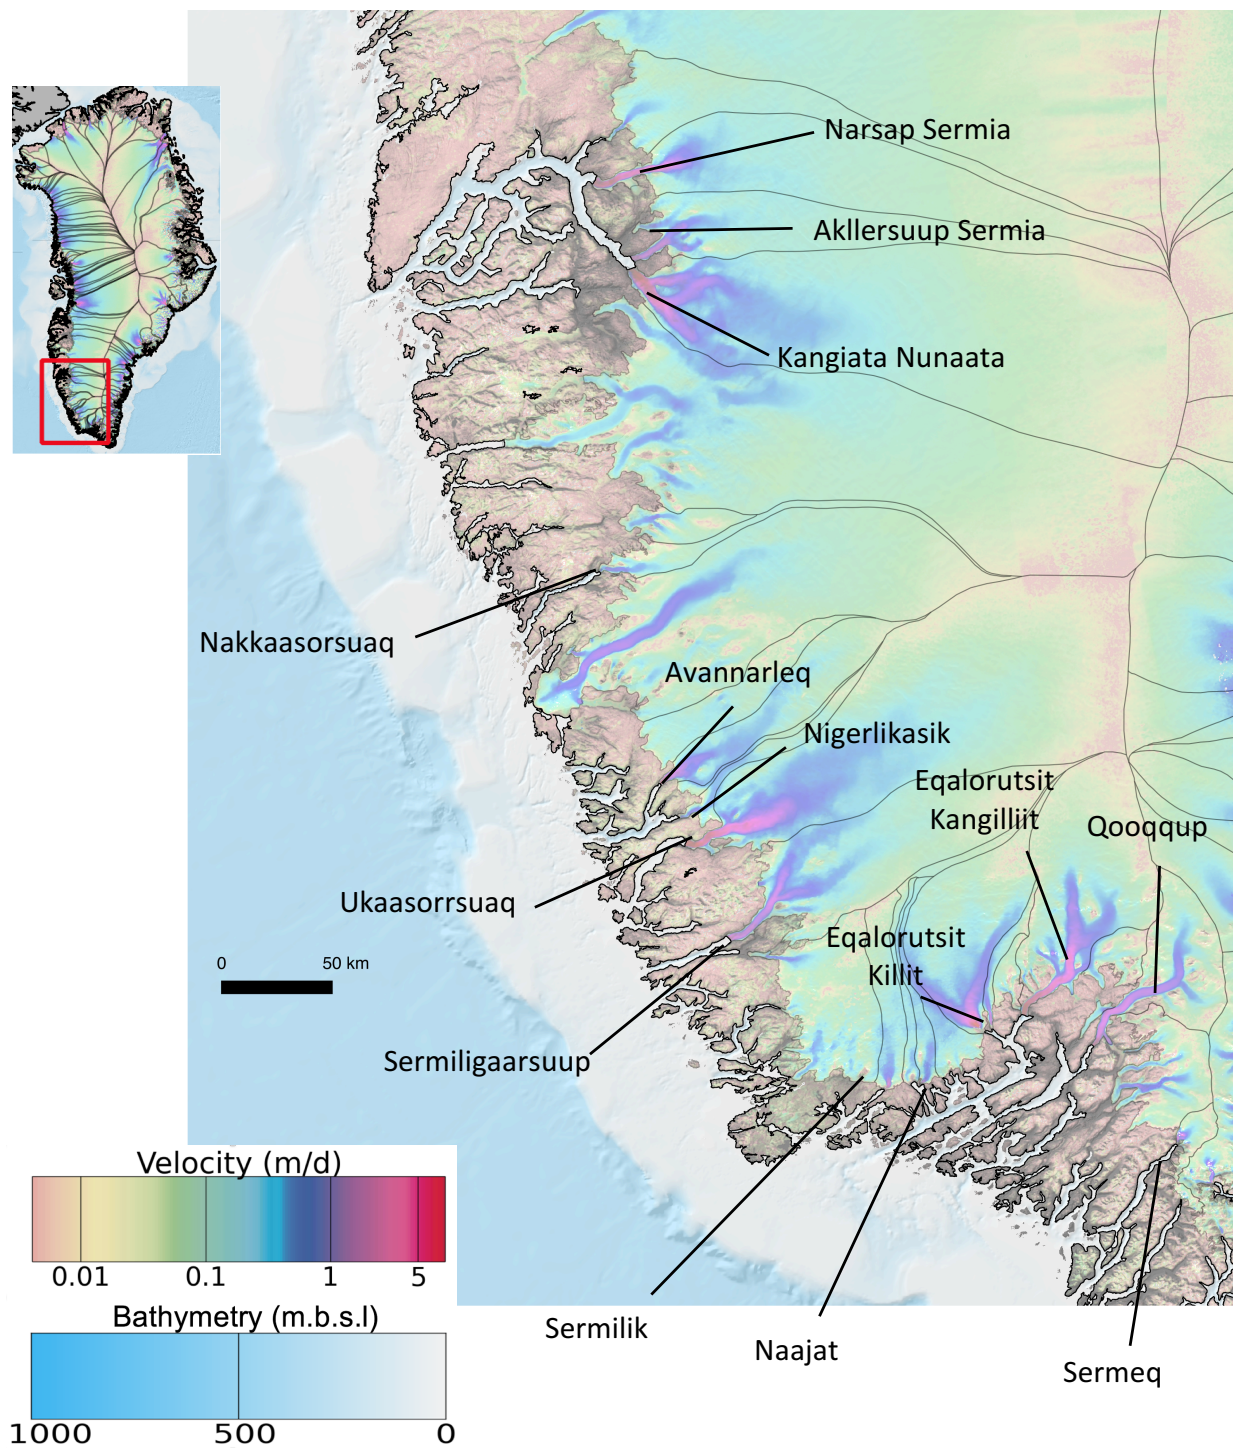 Narsap Sermia
Akllersuup Sermia
Kangiata Nunaata
Nakkaasorsuaq
Avannarleq
Nigerlikasik
Eqalorutsit
Kangilliit
Qooqqup
Ukaasorrsuaq
Eqalorutsit
Killit
0 50 km
Sermiligaarsuup
Velocity (m/d)
0.01 0.1 1 5
Bathymetry (m.b.s.l)
1000 500 0
Sermilik
Naajat
Sermeq